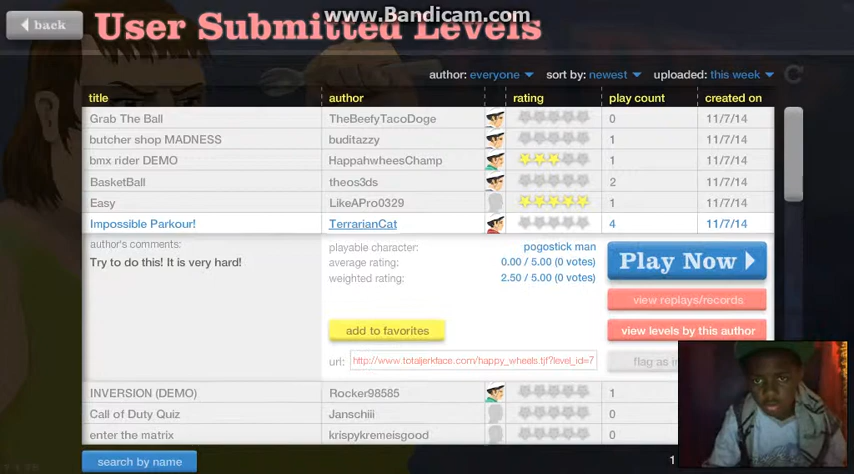 www.Bandicam.com
back
User Submitted Levels
author: everyone sort by: newest uploaded: this week
title author rating play count created on
Grab The Ball TheBeefyTacoDoge 0 11/7/14
butcher shop MADNESS buditazzy 1 11/7/14
bmx rider DEMO HappahwheesChamp 1 11/7/14
BasketBall theos3ds 2 11/7/14
Easy LikeAPro0329 1 11/7/14
Impossible Parkour! TerrarianCat 4 11/7/14
author's comments:
Try to do this! It is very hard!
playable character: pogostick man
average rating: 0.00 / 5.00 (0 votes)
weighted rating: 2.50 / 5.00 (0 votes)
Play Now
view replays/records
add to favorites
view levels by this author
url: http://www.totaljerkface.com/happy_wheels.tjf?level_id=7
flag as
INVERSION (DEMO) Rocker98585 1
Call of Duty Quiz Janschiii 0
enter the matrix krispykremeisgood 0
search by name
1